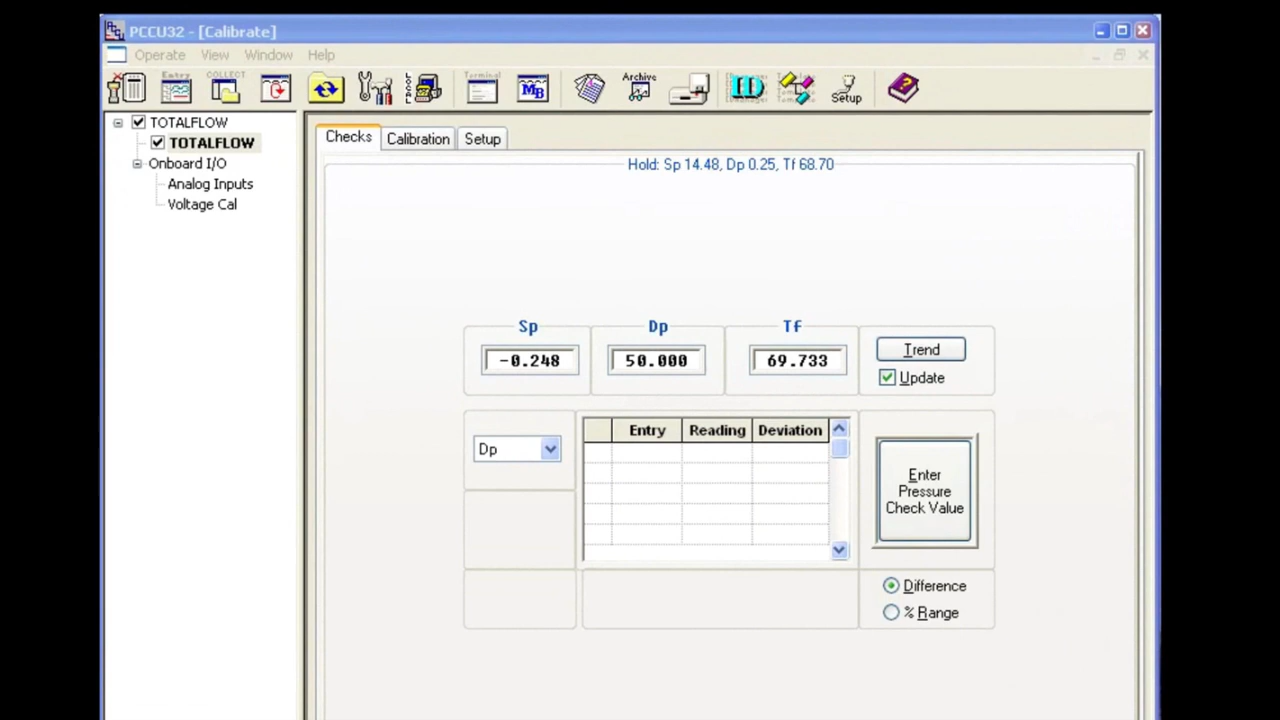 PCCU32 - [Calibrate]
Operate View Window Help
Entry COLLECT LOCAL Terminal MB Archive Setup
TOTALFLOW
TOTALFLOW
Onboard I/O
Analog Inputs
Voltage Cal
Checks Calibration Setup
Hold: Sp 14.48, Dp 0.25, Tf 68.70
Sp Dp Tf
-0.248 50.000 69.733
Trend
Update
Dp
Entry Reading Deviation
Enter
Pressure
Check Value
Difference
% Range